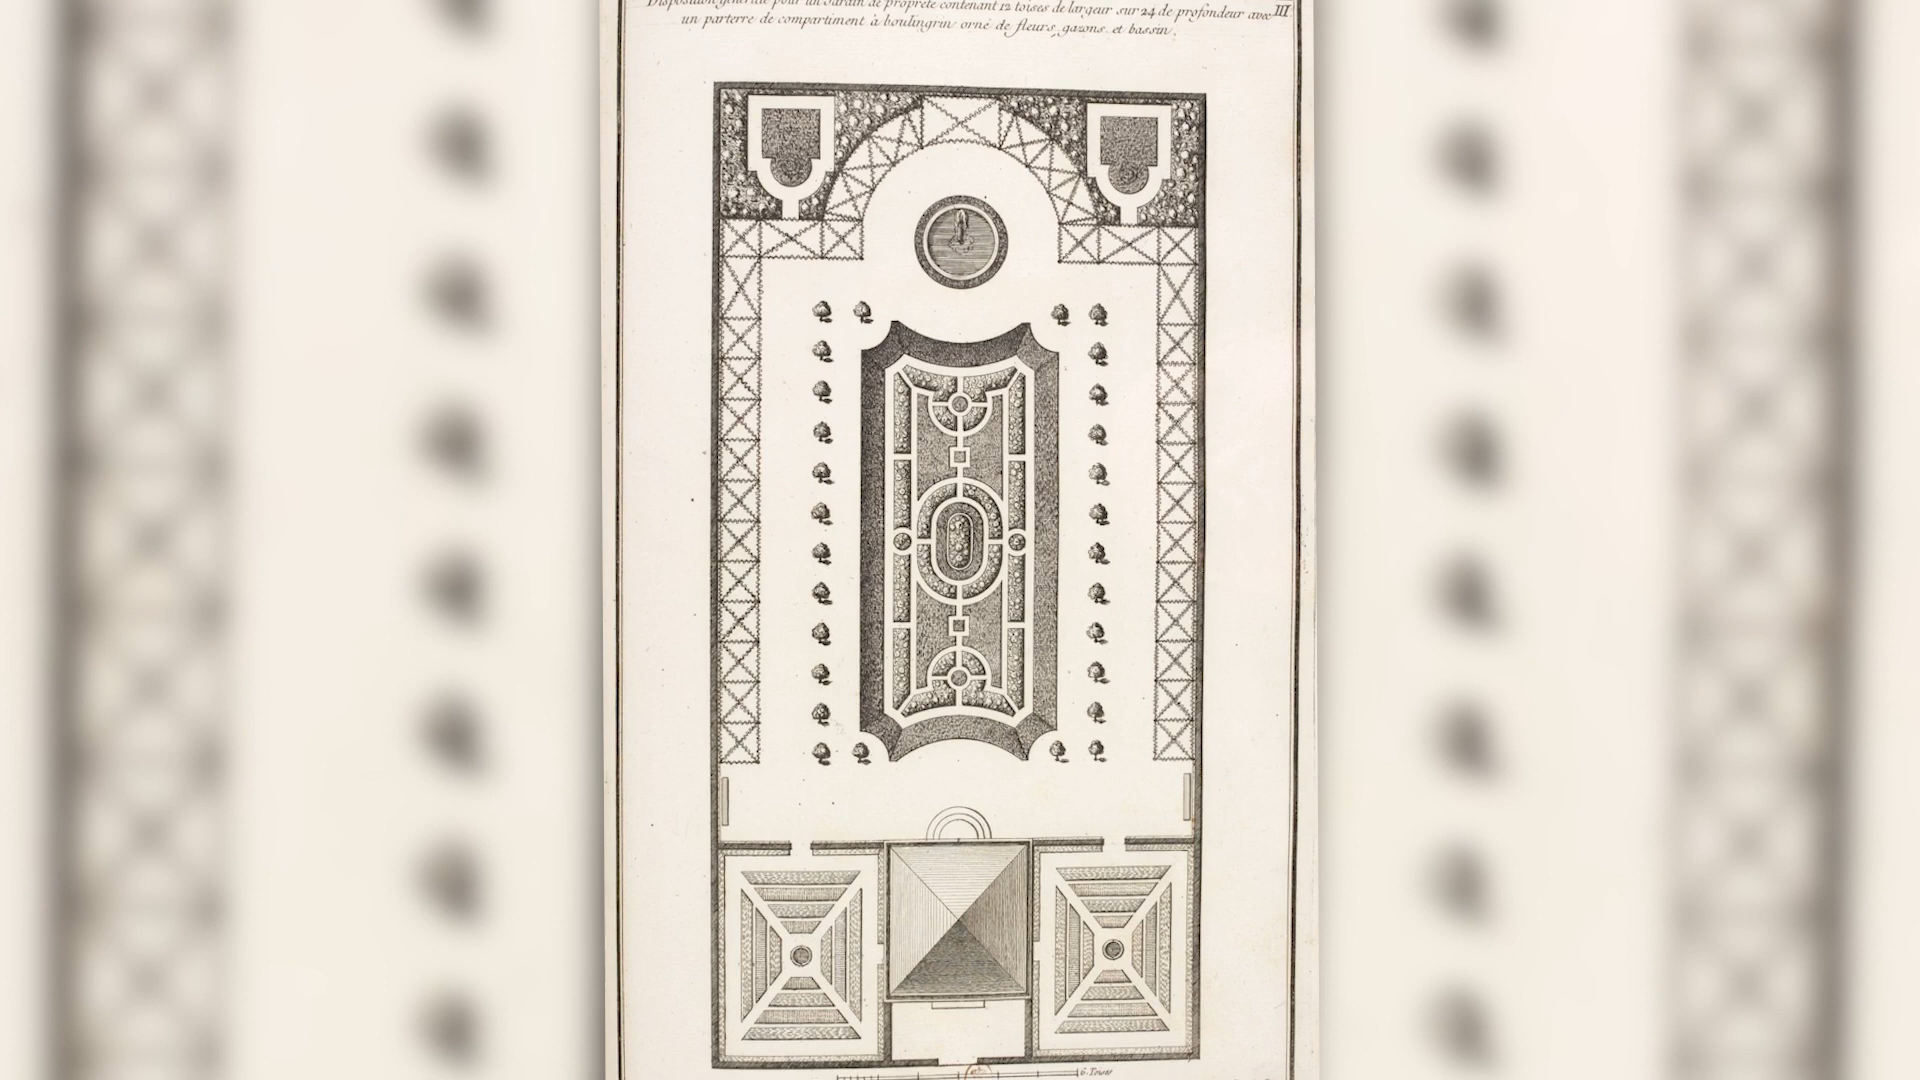 Disposition générale pour un Jardin de propreté contenant 12 toises de largeur sur 24 de profondeur avec III.
un parterre de compartiment à boulingrin orné de fleurs, gazons et bassin.
6. Toises